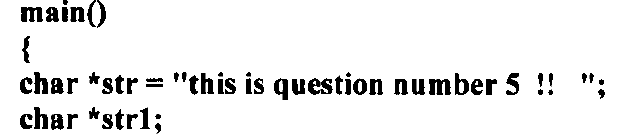 main()
{
char *str = "this is question number 5  !!   ";
char *str1;